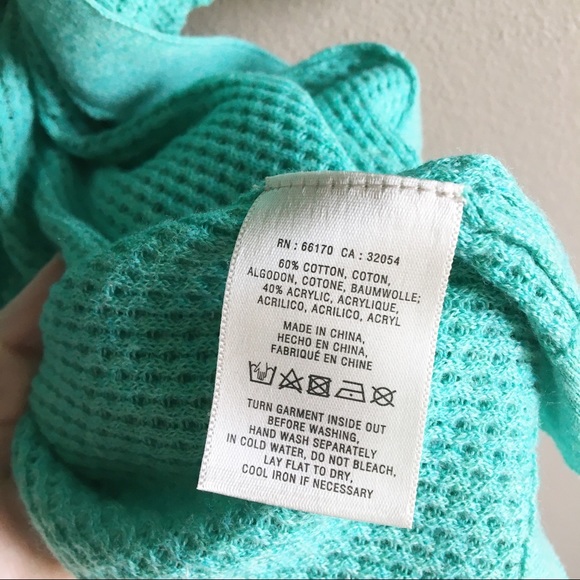 RN : 66170 CA : 32054
60% COTTON, COTON,
ALGODON, COTONE, BAUMWOLLE;
40% ACRYLIC, ACRYLIQUE,
ACRILICO, ACRILICO, ACRYL
MADE IN CHINA,
HECHO EN CHINA,
FABRIQUÉ EN CHINE
TURN GARMENT INSIDE OUT
BEFORE WASHING,
HAND WASH SEPARATELY
IN COLD WATER, DO NOT BLEACH,
LAY FLAT TO DRY,
COOL IRON IF NECESSARY